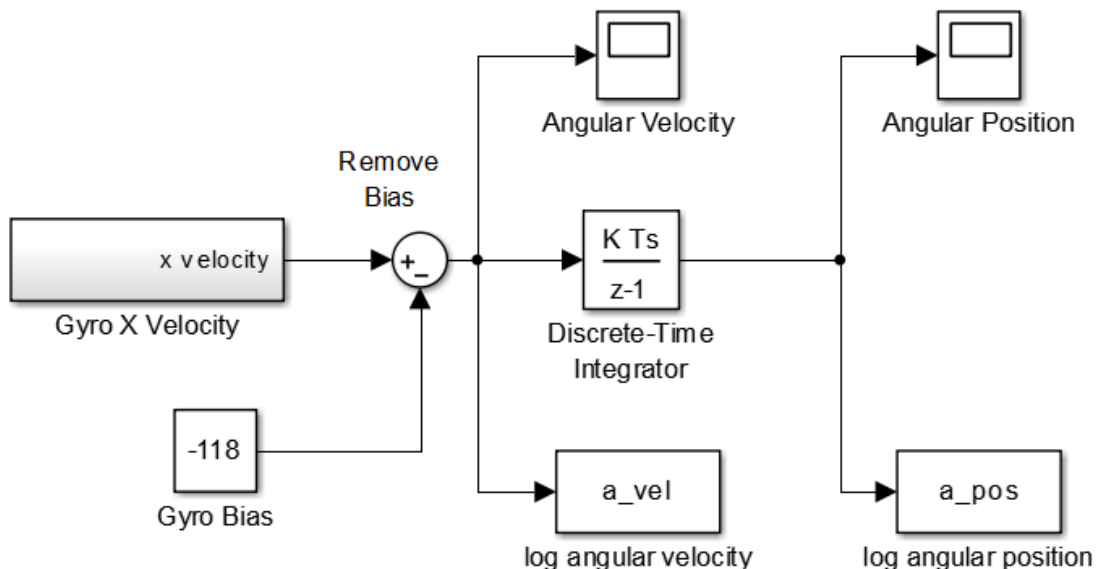 Angular Velocity
Angular Position
Remove
Bias
x velocity
+
−
K Ts
z-1
Gyro X Velocity
Discrete-Time
Integrator
-118
a_vel
a_pos
Gyro Bias
log angular velocity
log angular position